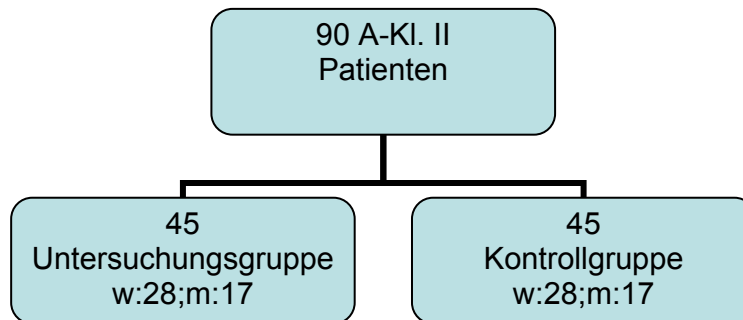 90 A-Kl. II
Patienten
45
Untersuchungsgruppe
w:28;m:17
45
Kontrollgruppe
w:28;m:17